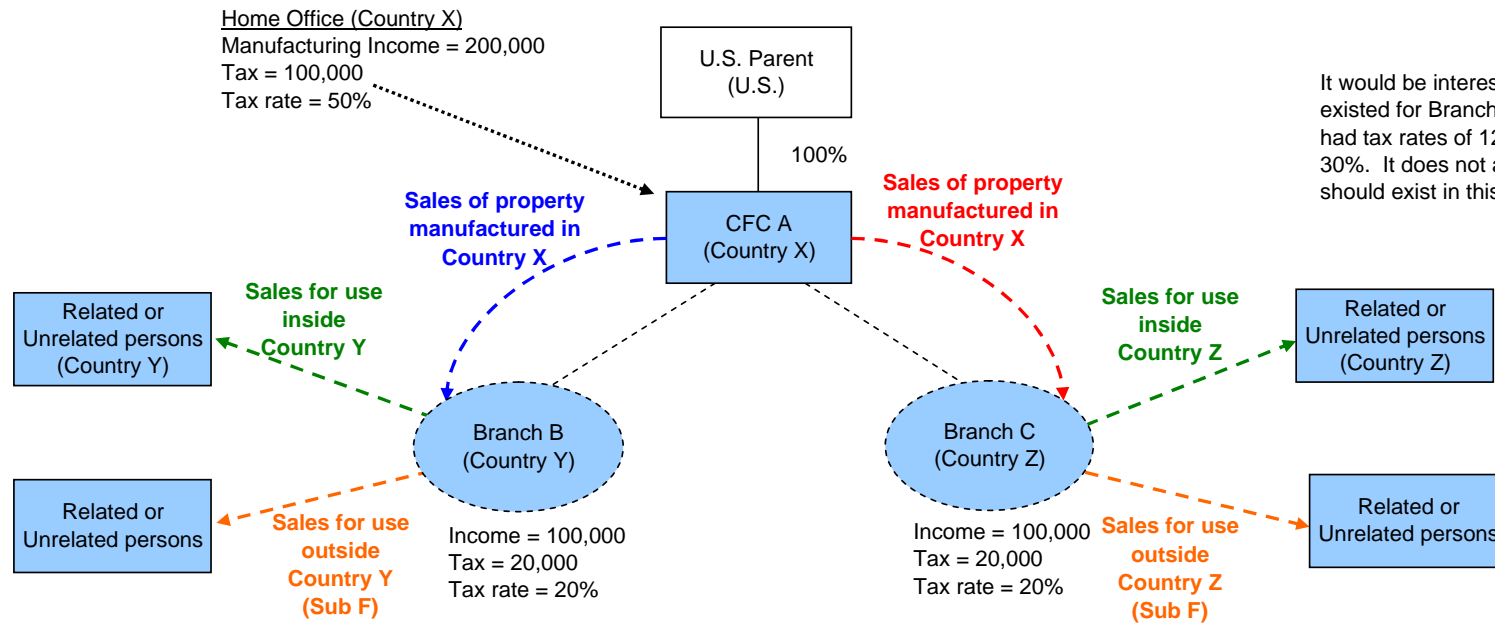 Home Office (Country X)
Manufacturing Income = 200,000
Tax = 100,000
Tax rate = 50%
U.S. Parent
(U.S.)
It would be interes
existed for Branch
had tax rates of 12
30%. It does not a
should exist in this
100%
Sales of property
manufactured in
Country X
CFC A
(Country X)
Sales of property
manufactured in
Country X
Related or
Unrelated persons
(Country Y)
Sales for use
inside
Country Y
Sales for use
inside
Country Z
Related or
Unrelated persons
(Country Z)
Branch B
(Country Y)
Branch C
(Country Z)
Related or
Unrelated persons
Sales for use
outside
Country Y
(Sub F)
Income = 100,000
Tax = 20,000
Tax rate = 20%
Income = 100,000
Tax = 20,000
Tax rate = 20%
Sales for use
outside
Country Z
(Sub F)
Related or
Unrelated persons